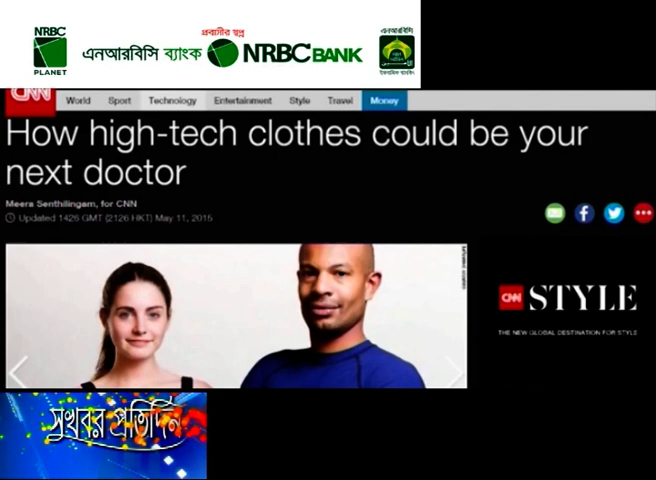 NRBC
PLANET
এনআরবিসি ব্যাংক
প্রবাসীর স্বপ্ন
NRBC BANK
CNN
World Sport Technology Entertainment Style Travel Money
How high-tech clothes could be your
next doctor
Meera Senthilingam, for CNN
Updated 1426 GMT (2126 HKT) May 11, 2015
CNN STYLE
THE NEW GLOBAL DESTINATION FOR STYLE
সুখবর প্রতিদিন